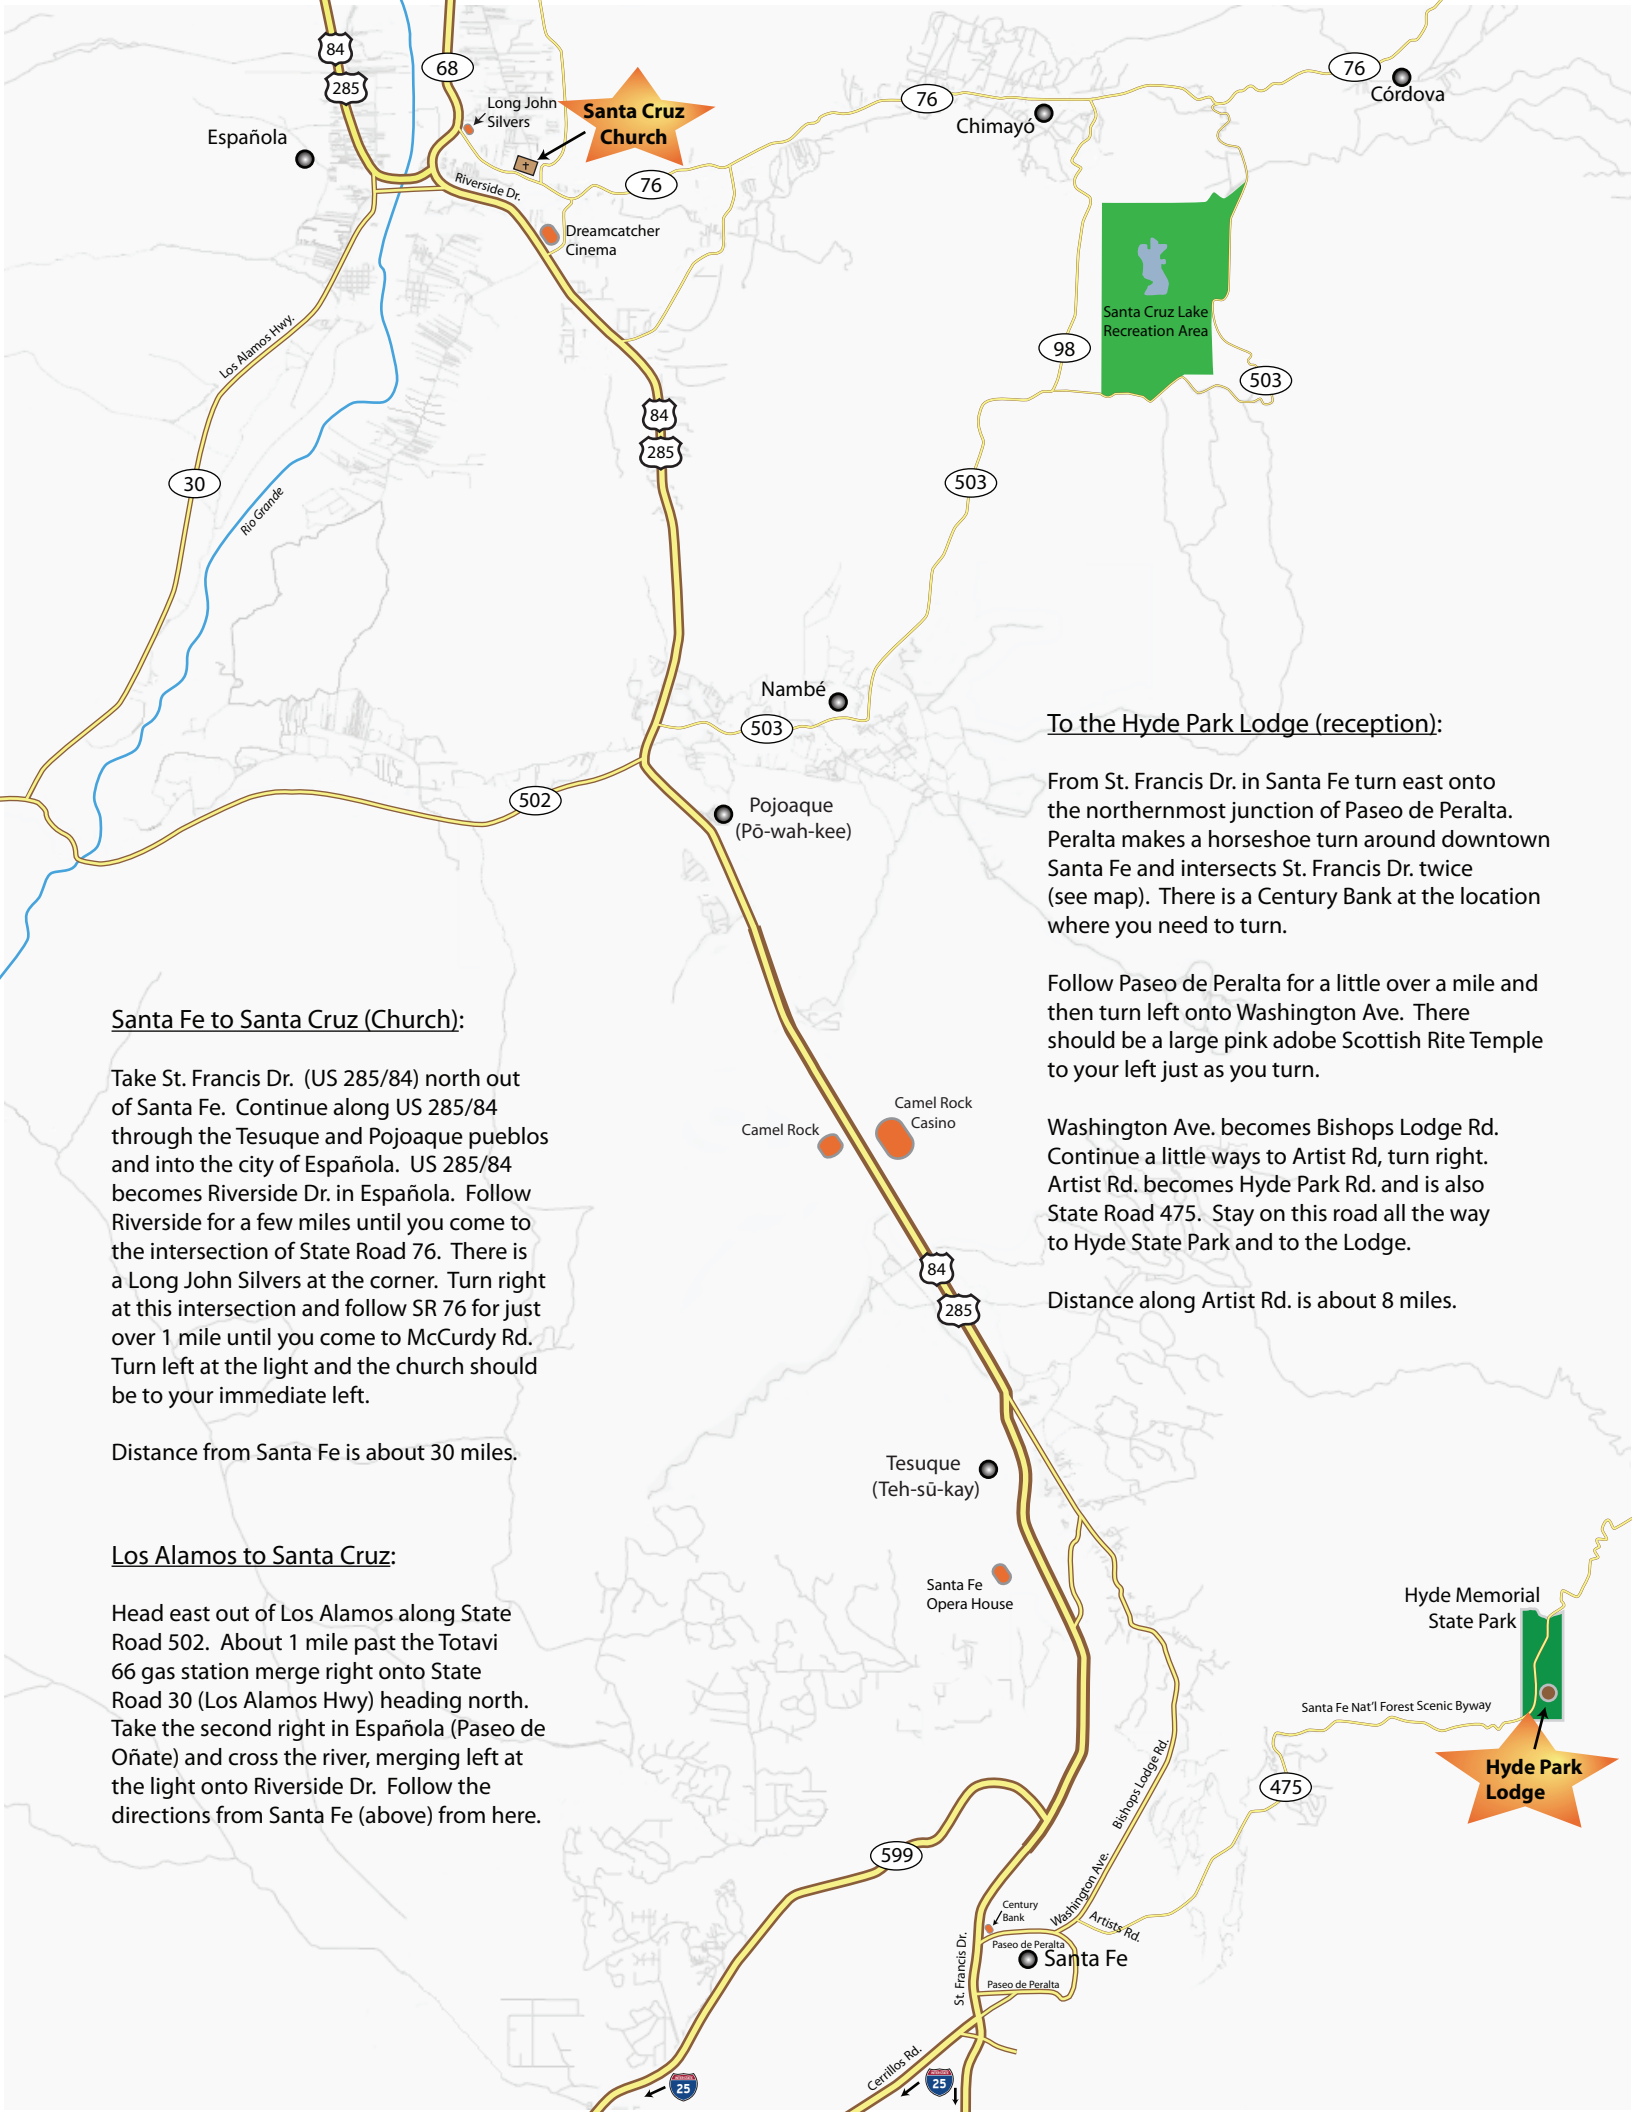 84
285
68
Long John
Silvers
Santa Cruz
Church
Española
76
Riverside Dr.
Dreamcatcher
Cinema
76
Chimayó
76
Córdova
Santa Cruz Lake
Recreation Area
98
503
Los Alamos Hwy.
84
285
30
Rio Grande
503
Nambé
503
502
Pojoaque
(Pō-wah-kee)
To the Hyde Park Lodge (reception):
From St. Francis Dr. in Santa Fe turn east onto
the northernmost junction of Paseo de Peralta.
Peralta makes a horseshoe turn around downtown
Santa Fe and intersects St. Francis Dr. twice
(see map).  There is a Century Bank at the location
where you need to turn.
Follow Paseo de Peralta for a little over a mile and
then turn left onto Washington Ave.  There
should be a large pink adobe Scottish Rite Temple
to your left just as you turn.
Washington Ave. becomes Bishops Lodge Rd.
Continue a little ways to Artist Rd, turn right.
Artist Rd. becomes Hyde Park Rd. and is also
State Road 475.  Stay on this road all the way
to Hyde State Park and to the Lodge.
Distance along Artist Rd. is about 8 miles.
Santa Fe to Santa Cruz (Church):
Take St. Francis Dr.  (US 285/84) north out
of Santa Fe.  Continue along US 285/84
through the Tesuque and Pojoaque pueblos
and into the city of Española.  US 285/84
becomes Riverside Dr. in Española.  Follow
Riverside for a few miles until you come to
the intersection of State Road 76.  There is
a Long John Silvers at the corner.  Turn right
at this intersection and follow SR 76 for just
over 1 mile until you come to McCurdy Rd.
Turn left at the light and the church should
be to your immediate left.
Distance from Santa Fe is about 30 miles.
Camel Rock
Camel Rock
Casino
84
285
Tesuque
(Teh-sū-kay)
Los Alamos to Santa Cruz:
Head east out of Los Alamos along State
Road 502.  About 1 mile past the Totavi
66 gas station merge right onto State
Road 30 (Los Alamos Hwy) heading north.
Take the second right in Española (Paseo de
Oñate) and cross the river, merging left at
the light onto Riverside Dr.  Follow the
directions from Santa Fe (above) from here.
Santa Fe
Opera House
Hyde Memorial
State Park
Santa Fe Nat'l Forest Scenic Byway
Hyde Park
Lodge
475
Bishops Lodge Rd.
599
Century
Bank
Washington Ave.
Artists Rd.
Paseo de Peralta
Santa Fe
St. Francis Dr.
Paseo de Peralta
Cerrillos Rd.
INTERSTATE
25
INTERSTATE
25